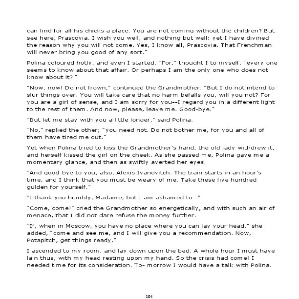 can find for all his chicks a place. You are not coming without the children? But
see here, Prascovia. I wish you well, and nothing but well: yet I have divined
the reason why you will not come. Yes, I know all, Prascovia. That Frenchman
will never bring you good of any sort."
Polina coloured hotly, and even I started. "For," thought I to myself, "every one
seems to know about that affair. Or perhaps I am the only one who does not
know about it?"
"Now, now! Do not frown," continued the Grandmother. "But I do not intend to
slur things over. You will take care that no harm befalls you, will you not? For
you are a girl of sense, and I am sorry for you—I regard you in a different light
to the rest of them. And now, please, leave me. Good-bye."
"But let me stay with you a little longer," said Polina.
"No," replied the other; "you need not. Do not bother me, for you and all of
them have tired me out."
Yet when Polina tried to kiss the Grandmother's hand, the old lady withdrew it,
and herself kissed the girl on the cheek. As she passed me, Polina gave me a
momentary glance, and then as swiftly averted her eyes.
"And good-bye to you, also, Alexis Ivanovitch. The train starts in an hour's
time, and I think that you must be weary of me. Take these five hundred
gulden for yourself."
"I thank you humbly, Madame, but I am ashamed to—"
"Come, come!" cried the Grandmother so energetically, and with such an air of
menace, that I did not dare refuse the money further.
"If, when in Moscow, you have no place where you can lay your head," she
added, "come and see me, and I will give you a recommendation. Now,
Potapitch, get things ready."
I ascended to my room, and lay down upon the bed. A whole hour I must have
lain thus, with my head resting upon my hand. So the crisis had come! I
needed time for its consideration. To-morrow I would have a talk with Polina.